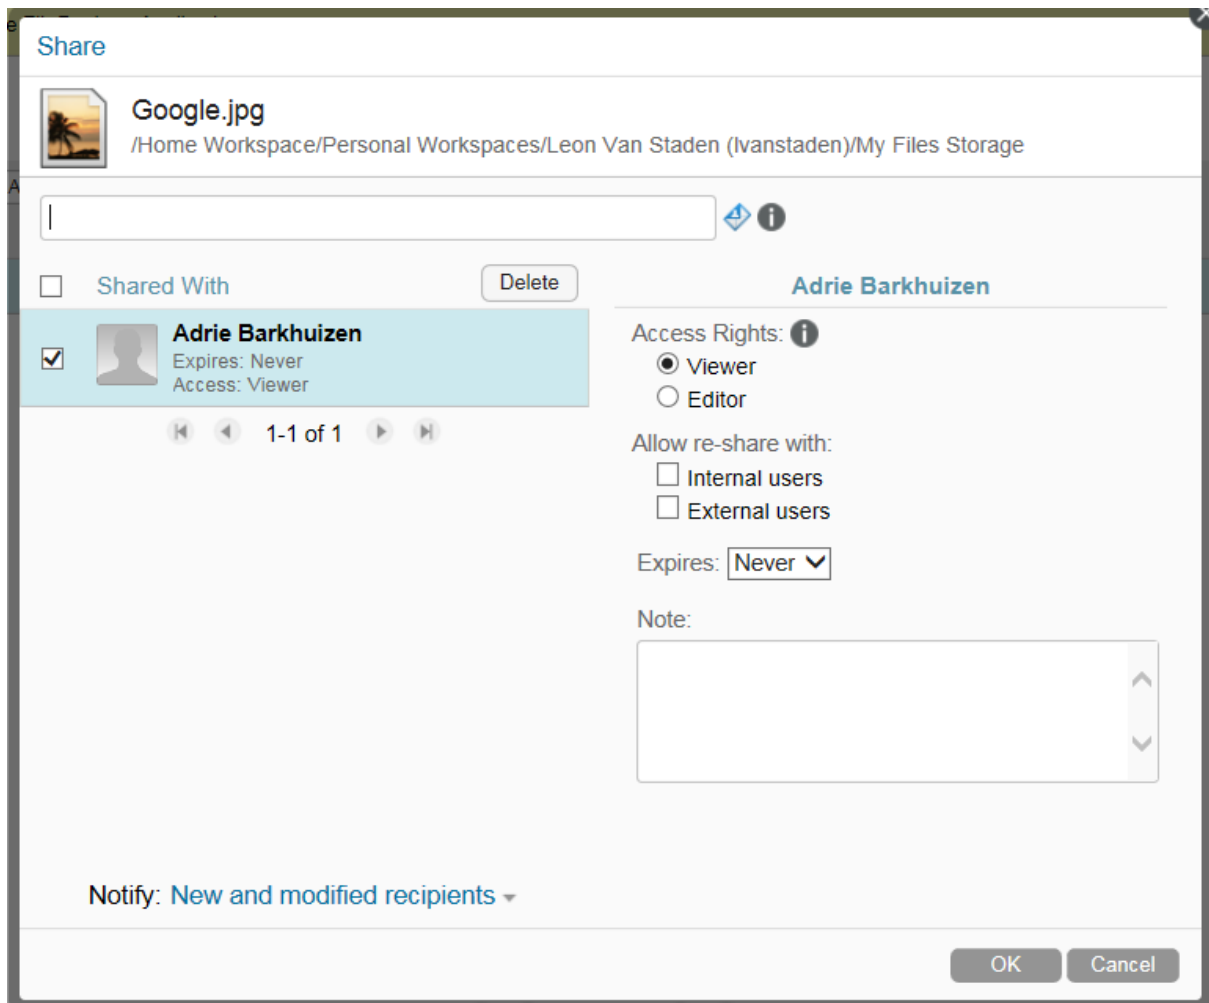 Share
Google.jpg
/Home Workspace/Personal Workspaces/Leon Van Staden (lvanstaden)/My Files Storage
Shared With
Delete
Adrie Barkhuizen
Expires: Never
Access: Viewer
1-1 of 1
Adrie Barkhuizen
Access Rights:
Viewer
Editor
Allow re-share with:
Internal users
External users
Expires: Never
Note:
Notify: New and modified recipients
OK
Cancel